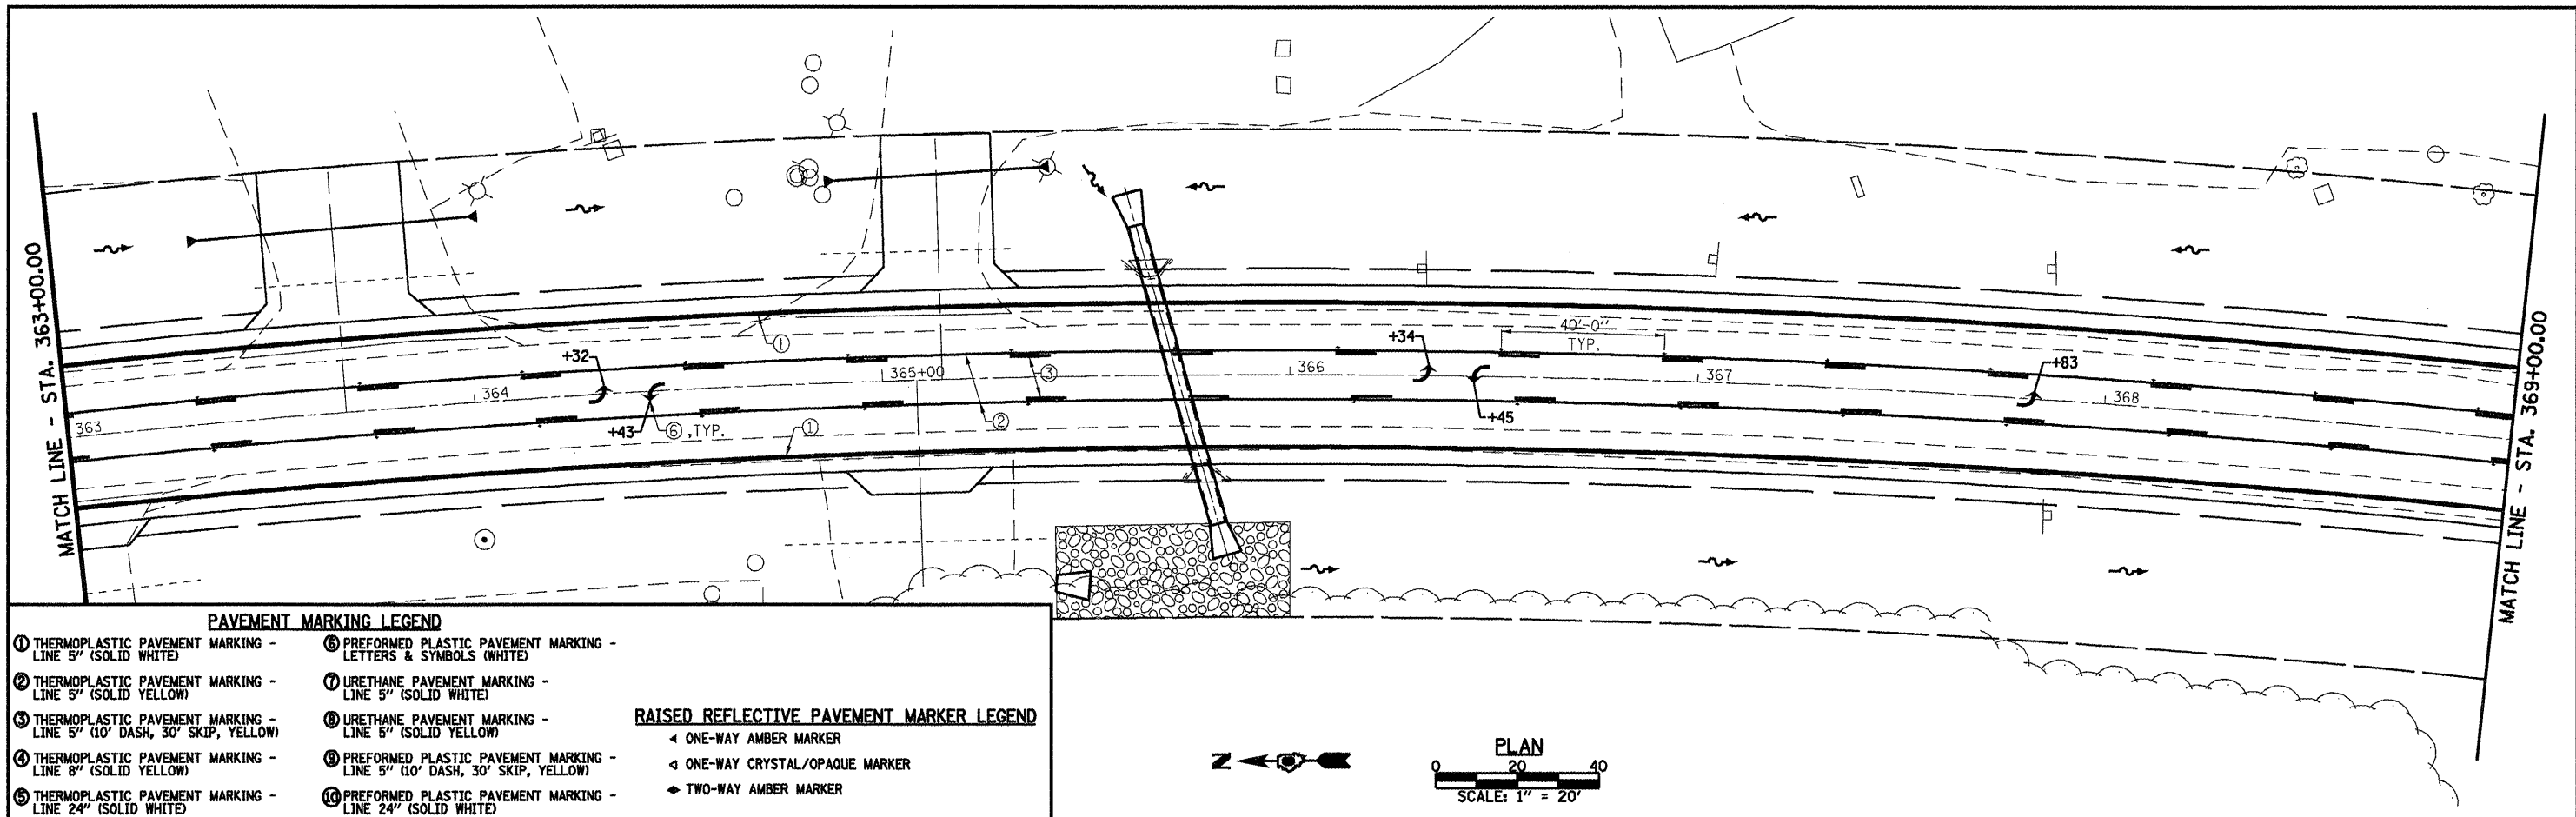 MATCH LINE - STA. 363+00.00
363
364
+32
+43
⑥ ,TYP.
①
①
365+00
②
③
366
+34
+45
40'-0"
TYP.
367
+83
368
MATCH LINE - STA. 369+00.00
PAVEMENT MARKING LEGEND
① THERMOPLASTIC PAVEMENT MARKING -
LINE 5" (SOLID WHITE)
② THERMOPLASTIC PAVEMENT MARKING -
LINE 5" (SOLID YELLOW)
③ THERMOPLASTIC PAVEMENT MARKING -
LINE 5" (10' DASH, 30' SKIP, YELLOW)
④ THERMOPLASTIC PAVEMENT MARKING -
LINE 8" (SOLID YELLOW)
⑤ THERMOPLASTIC PAVEMENT MARKING -
LINE 24" (SOLID WHITE)
⑥ PREFORMED PLASTIC PAVEMENT MARKING -
LETTERS & SYMBOLS (WHITE)
⑦ URETHANE PAVEMENT MARKING -
LINE 5" (SOLID WHITE)
⑧ URETHANE PAVEMENT MARKING -
LINE 5" (SOLID YELLOW)
⑨ PREFORMED PLASTIC PAVEMENT MARKING -
LINE 5" (10' DASH, 30' SKIP, YELLOW)
⑩ PREFORMED PLASTIC PAVEMENT MARKING -
LINE 24" (SOLID WHITE)
RAISED REFLECTIVE PAVEMENT MARKER LEGEND
ONE-WAY AMBER MARKER
ONE-WAY CRYSTAL/OPAQUE MARKER
TWO-WAY AMBER MARKER
N
PLAN
0 20 40
SCALE: 1" = 20'